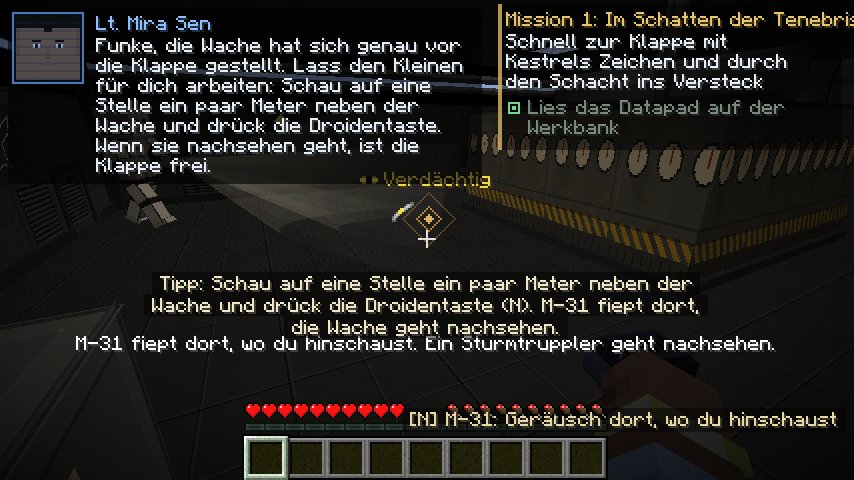 Lt. Mira Sen
Funke, die Wache hat sich genau vor
die Klappe gestellt. Lass den Kleinen
für dich arbeiten: Schau auf eine
Stelle ein paar Meter neben der
Wache und drück die Droidentaste.
Wenn sie nachsehen geht, ist die
Klappe frei.
Mission 1: Im Schatten der Tenebris
Schnell zur Klappe mit
Kestrels Zeichen und durch
den Schacht ins Versteck
Lies das Datapad auf der
Werkbank
Verdächtig
Tipp: Schau auf eine Stelle ein paar Meter neben der
Wache und drück die Droidentaste (N). M-31 fiept dort,
die Wache geht nachsehen.
M-31 fiept dort, wo du hinschaust. Ein Sturmtruppler geht nachsehen.
[N] M-31: Geräusch dort, wo du hinschaust